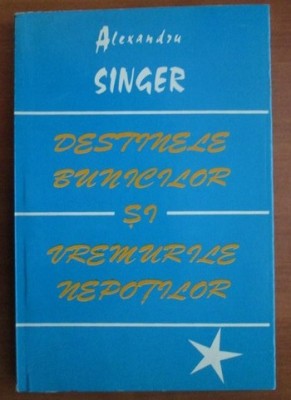 Alexandru
SINGER
DESTINELE
BUNICILOR
ȘI
VREMURILE
NEPOȚILOR